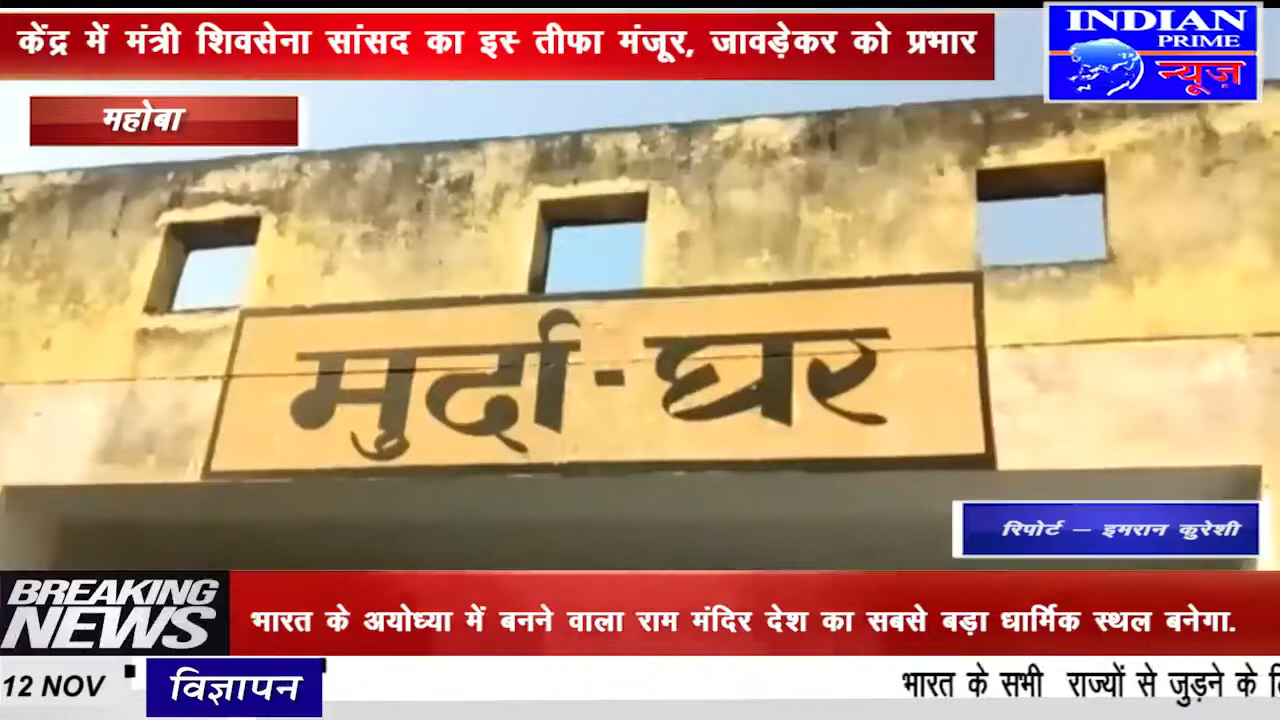 केंद्र में मंत्री शिवसेना सांसद का इस्‍ तीफा मंजूर, जावड़ेकर को प्रभार
INDIAN
PRIME
न्यूज़
महोबा
मुर्दा - घर
रिपोर्ट – इमरान कुरेशी
BREAKING
NEWS
भारत के अयोध्या में बनने वाला राम मंदिर देश का सबसे बड़ा धार्मिक स्थल बनेगा.
12 NOV
विज्ञापन
भारत के सभी राज्यों से जुड़ने के